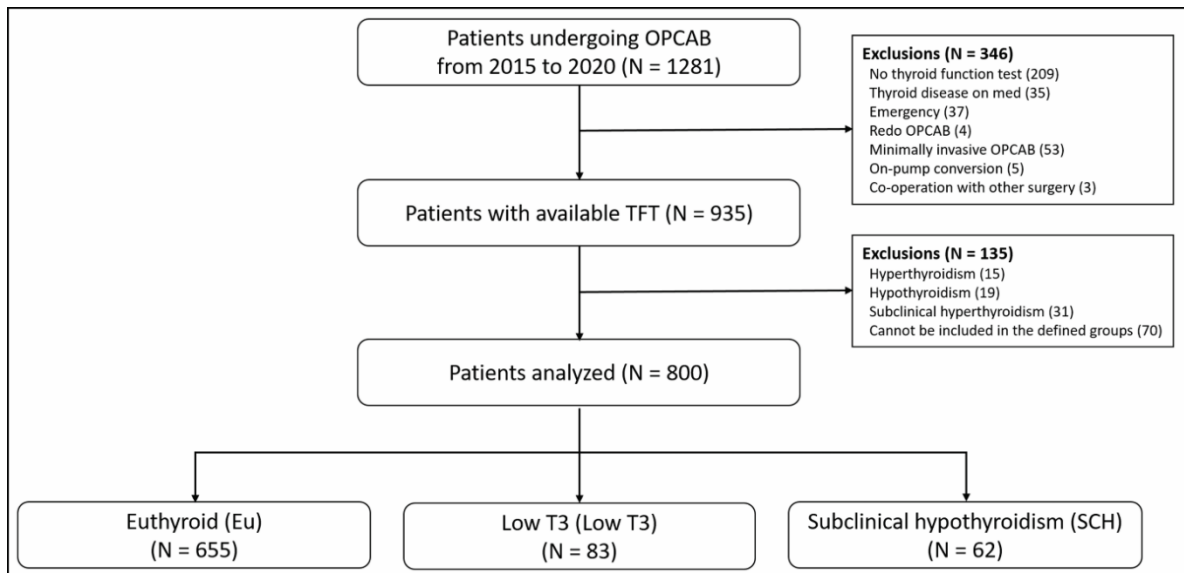 Patients undergoing OPCAB
from 2015 to 2020 (N = 1281)
Exclusions (N = 346)
No thyroid function test (209)
Thyroid disease on med (35)
Emergency (37)
Redo OPCAB (4)
Minimally invasive OPCAB (53)
On-pump conversion (5)
Co-operation with other surgery (3)
Patients with available TFT (N = 935)
Exclusions (N = 135)
Hyperthyroidism (15)
Hypothyroidism (19)
Subclinical hyperthyroidism (31)
Cannot be included in the defined groups (70)
Patients analyzed (N = 800)
Euthyroid (Eu)
(N = 655)
Low T3 (Low T3)
(N = 83)
Subclinical hypothyroidism (SCH)
(N = 62)